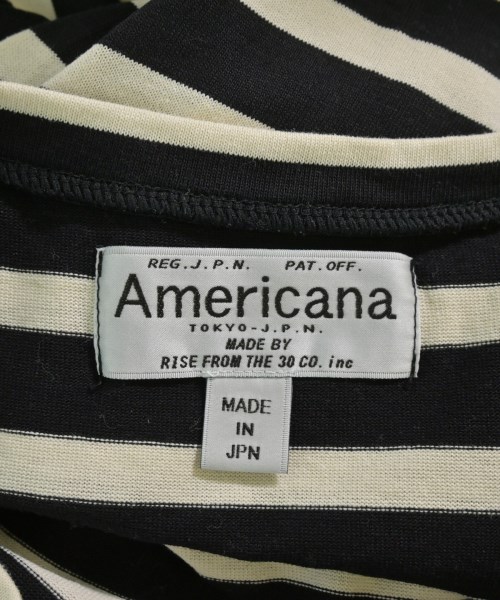 REG.J.P.N. PAT.OFF.
Americana
TOKYO-J.P.N.
MADE BY
RISE FROM THE 30 CO. inc
MADE
IN
JPN